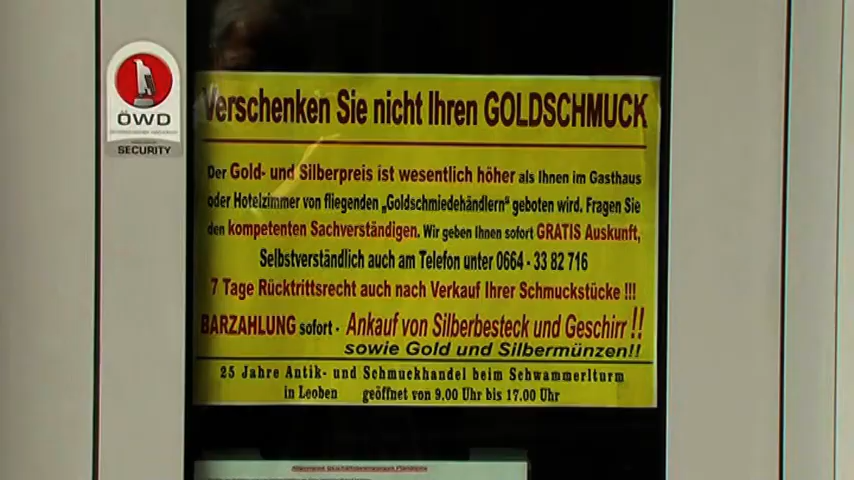 ÖWD
SECURITY
Verschenken Sie nicht Ihren GOLDSCHMUCK
Der Gold- und Silberpreis ist wesentlich höher als Ihnen im Gasthaus
oder Hotelzimmer von fliegenden „Goldschmiedehändlern" geboten wird. Fragen Sie
den kompetenten Sachverständigen. Wir geben Ihnen sofort GRATIS Auskunft,
Selbstverständlich auch am Telefon unter 0664 - 33 82 716
7 Tage Rücktrittsrecht auch nach Verkauf Ihrer Schmuckstücke !!!
BARZAHLUNG sofort - Ankauf von Silberbesteck und Geschirr !!
sowie Gold und Silbermünzen!!
25 Jahre Antik- und Schmuckhandel beim Schwammerlturm
in Leoben geöffnet von 9.00 Uhr bis 17.00 Uhr